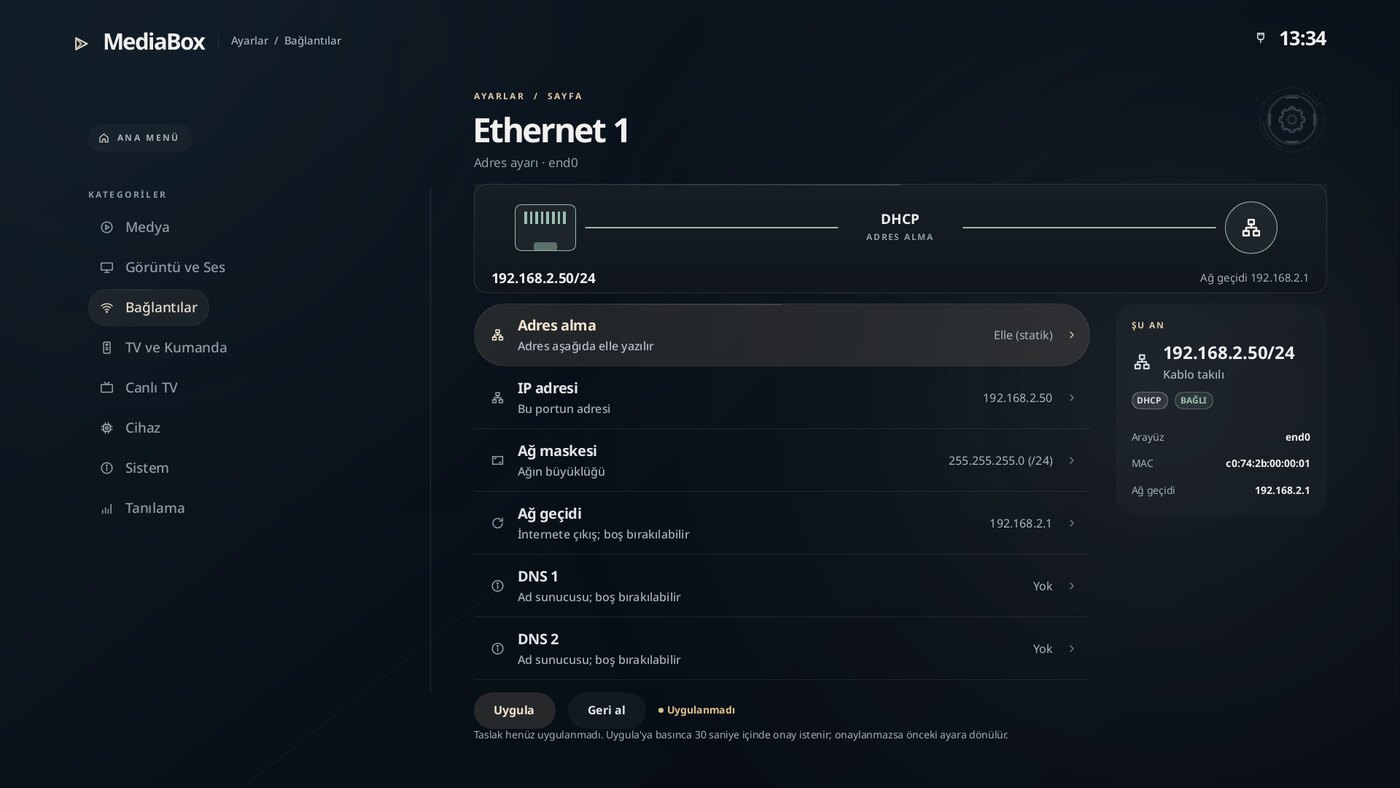 MediaBox
Ayarlar / Bağlantılar
13:34
ANA MENÜ
KATEGORİLER
Medya
Görüntü ve Ses
Bağlantılar
TV ve Kumanda
Canlı TV
Cihaz
Sistem
Tanılama
AYARLAR / SAYFA
Ethernet 1
Adres ayarı · end0
DHCP
ADRES ALMA
192.168.2.50/24
Ağ geçidi 192.168.2.1
Adres alma
Adres aşağıda elle yazılır
Elle (statik)
IP adresi
Bu portun adresi
192.168.2.50
Ağ maskesi
Ağın büyüklüğü
255.255.255.0 (/24)
Ağ geçidi
İnternete çıkış; boş bırakılabilir
192.168.2.1
DNS 1
Ad sunucusu; boş bırakılabilir
Yok
DNS 2
Ad sunucusu; boş bırakılabilir
Yok
Uygula
Geri al
Uygulanmadı
Taslak henüz uygulanmadı. Uygula'ya basınca 30 saniye içinde onay istenir; onaylanmazsa önceki ayara dönülür.
ŞU AN
192.168.2.50/24
Kablo takılı
DHCP
BAĞLI
Arayüz end0
MAC c0:74:2b:00:00:01
Ağ geçidi 192.168.2.1